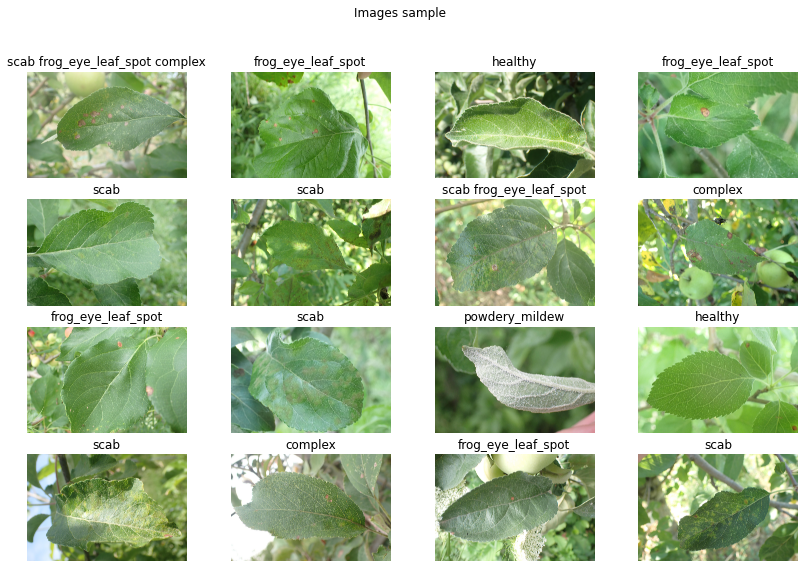 Images sample
scab frog_eye_leaf_spot complex
frog_eye_leaf_spot
healthy
frog_eye_leaf_spot
scab
scab
scab frog_eye_leaf_spot
complex
frog_eye_leaf_spot
scab
powdery_mildew
healthy
scab
complex
frog_eye_leaf_spot
scab